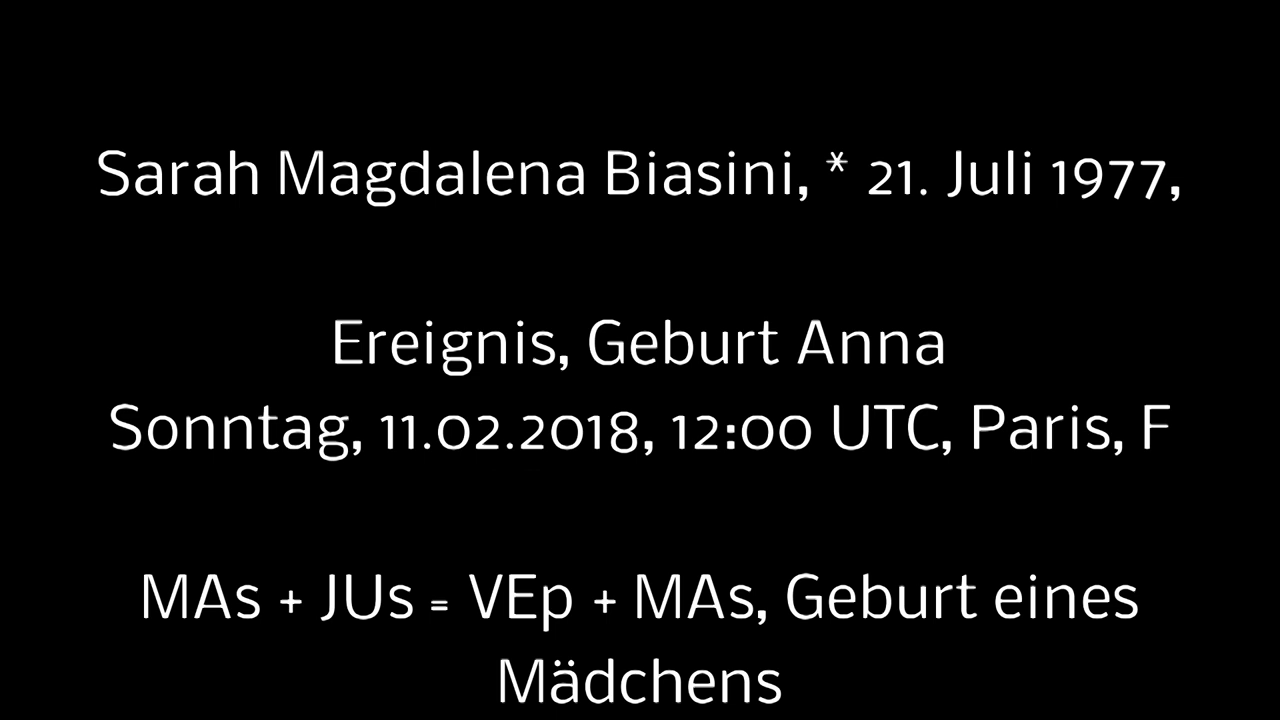 Sarah Magdalena Biasini, * 21. Juli 1977,
Ereignis, Geburt Anna
Sonntag, 11.02.2018, 12:00 UTC, Paris, F
MAs + JUs = VEp + MAs, Geburt eines
Mädchens